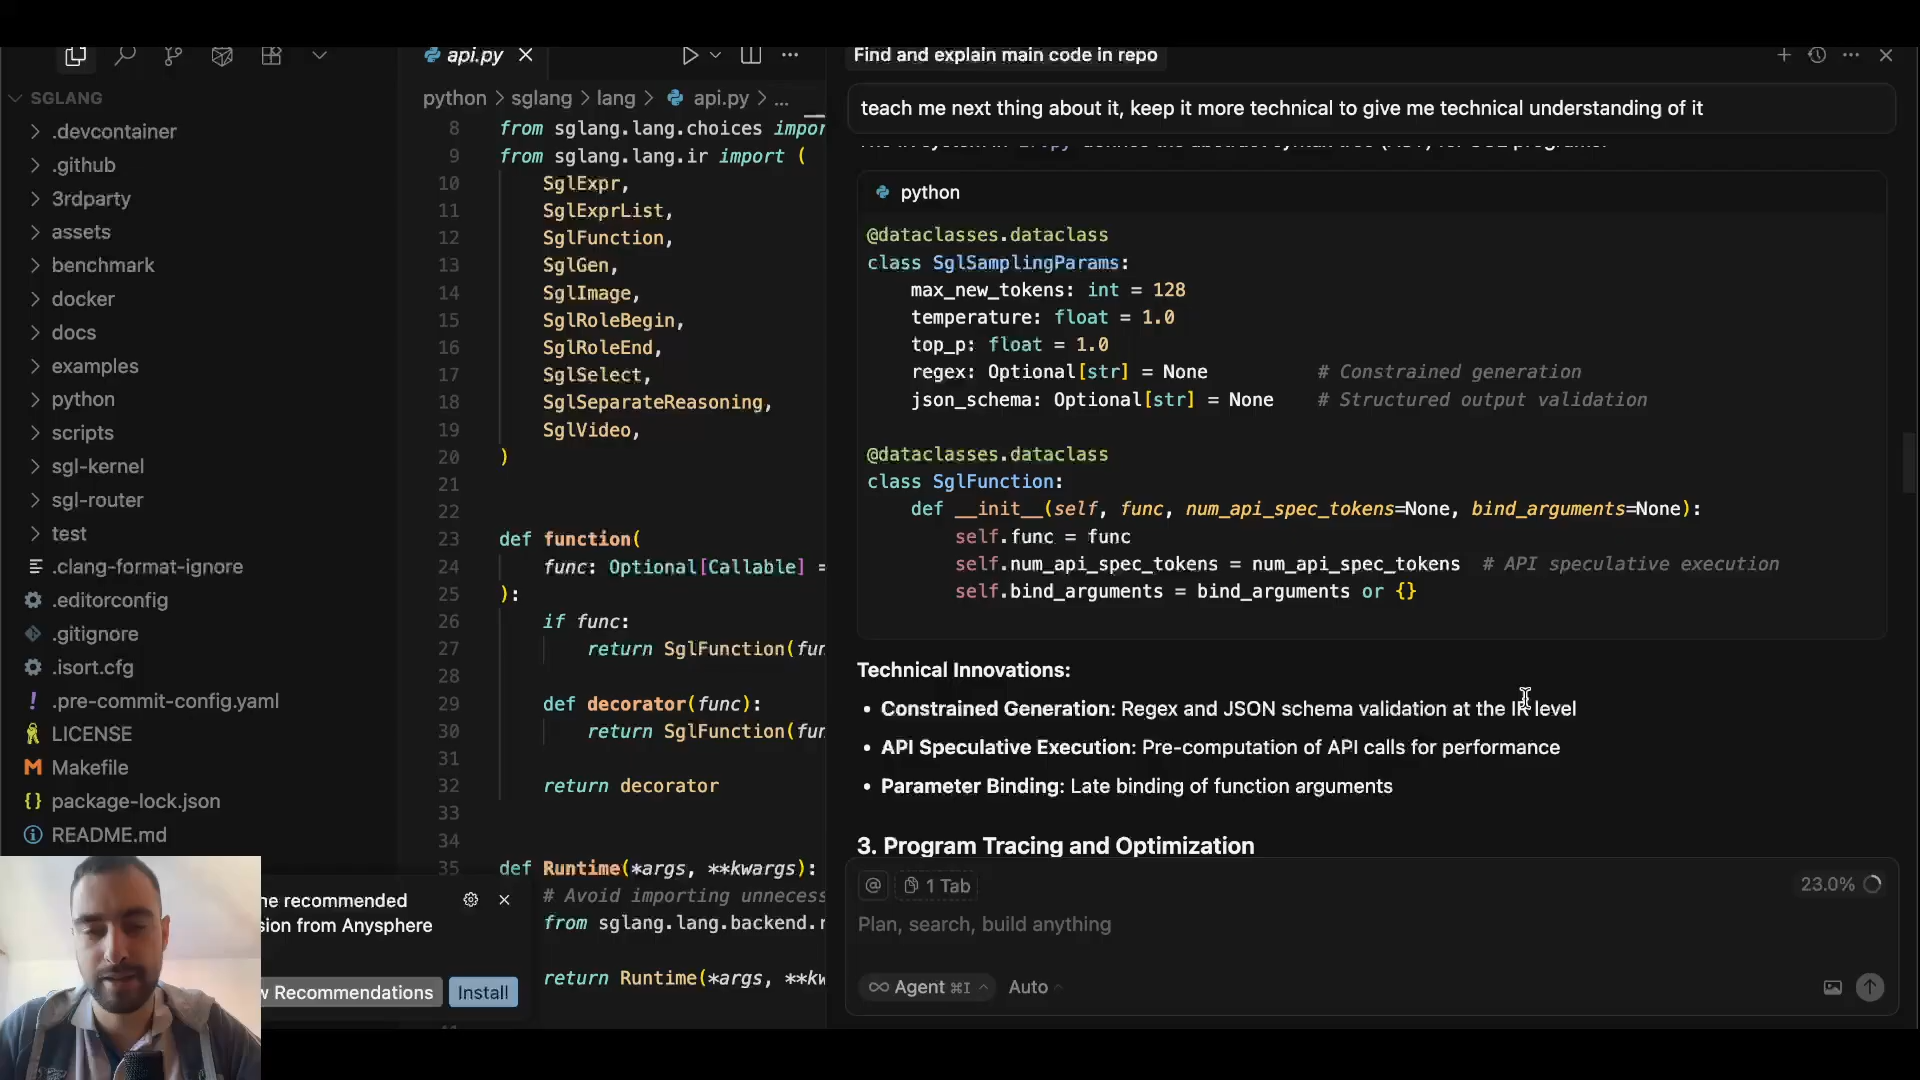 SGLANG
.devcontainer
.github
3rdparty
assets
benchmark
docker
docs
examples
python
scripts
sgl-kernel
sgl-router
test
.clang-format-ignore
.editorconfig
.gitignore
.isort.cfg
.pre-commit-config.yaml
LICENSE
Makefile
package-lock.json
README.md
ne recommended
sion from Anysphere
w Recommendations
Install
api.py
python > sglang > lang > api.py > ...
8 from sglang.lang.choices impor
9 from sglang.lang.ir import (
10 SglExpr,
11 SglExprList,
12 SglFunction,
13 SglGen,
14 SglImage,
15 SglRoleBegin,
16 SglRoleEnd,
17 SglSelect,
18 SglSeparateReasoning,
19 SglVideo,
20 )
21
22
23 def function(
24 func: Optional[Callable] =
25 ):
26 if func:
27 return SglFunction(fun
28
29 def decorator(func):
30 return SglFunction(fun
31
32 return decorator
33
34
35 def Runtime(*args, **kwargs):
# Avoid importing unnecess
from sglang.lang.backend.r
return Runtime(*args, **kw
Find and explain main code in repo
teach me next thing about it, keep it more technical to give me technical understanding of it
python
@dataclasses.dataclass
class SglSamplingParams:
max_new_tokens: int = 128
temperature: float = 1.0
top_p: float = 1.0
regex: Optional[str] = None # Constrained generation
json_schema: Optional[str] = None # Structured output validation
@dataclasses.dataclass
class SglFunction:
def __init__(self, func, num_api_spec_tokens=None, bind_arguments=None):
self.func = func
self.num_api_spec_tokens = num_api_spec_tokens # API speculative execution
self.bind_arguments = bind_arguments or {}
Technical Innovations:
• Constrained Generation: Regex and JSON schema validation at the IR level
• API Speculative Execution: Pre-computation of API calls for performance
• Parameter Binding: Late binding of function arguments
3. Program Tracing and Optimization
@ 1 Tab
23.0%
Plan, search, build anything
Agent ⌘I
Auto